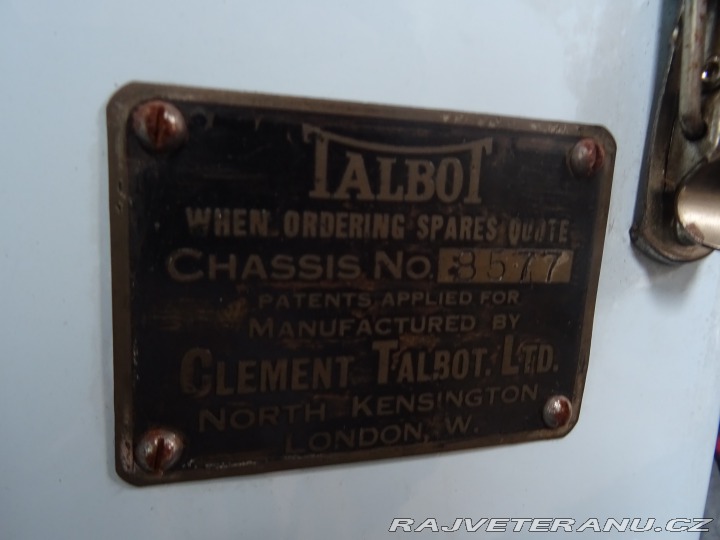 TALBOT
WHEN ORDERING SPARES QUOTE
CHASSIS NO. 8577
PATENTS APPLIED FOR
MANUFACTURED BY
CLEMENT TALBOT. LTD.
NORTH KENSINGTON
LONDON, W.
RAJVETERANU.CZ